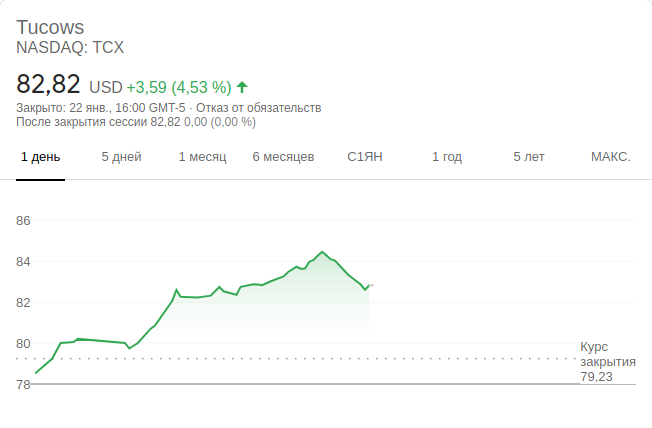 Tucows
NASDAQ: TCX
82,82 USD +3,59 (4,53 %)
Закрыто: 22 янв., 16:00 GMT-5 · Отказ от обязательств
После закрытия сессии 82,82 0,00 (0,00 %)
1 день 5 дней 1 месяц 6 месяцев С1ЯН 1 год 5 лет МАКС.
86
84
82
80
Курс
закрытия
79,23
78